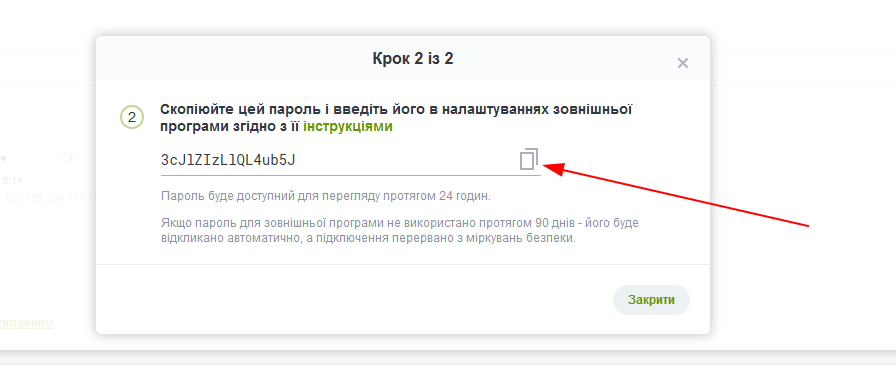 Крок 2 із 2
2
Скопіюйте цей пароль і введіть його в налаштуваннях зовнішньої
програми згідно з її інструкціями
3cJlZIzLlQL4ub5J
Пароль буде доступний для перегляду протягом 24 годин.
Якщо пароль для зовнішньої програми не використано протягом 90 днів - його буде
відкликано автоматично, а підключення перервано з міркувань безпеки.
Закрити